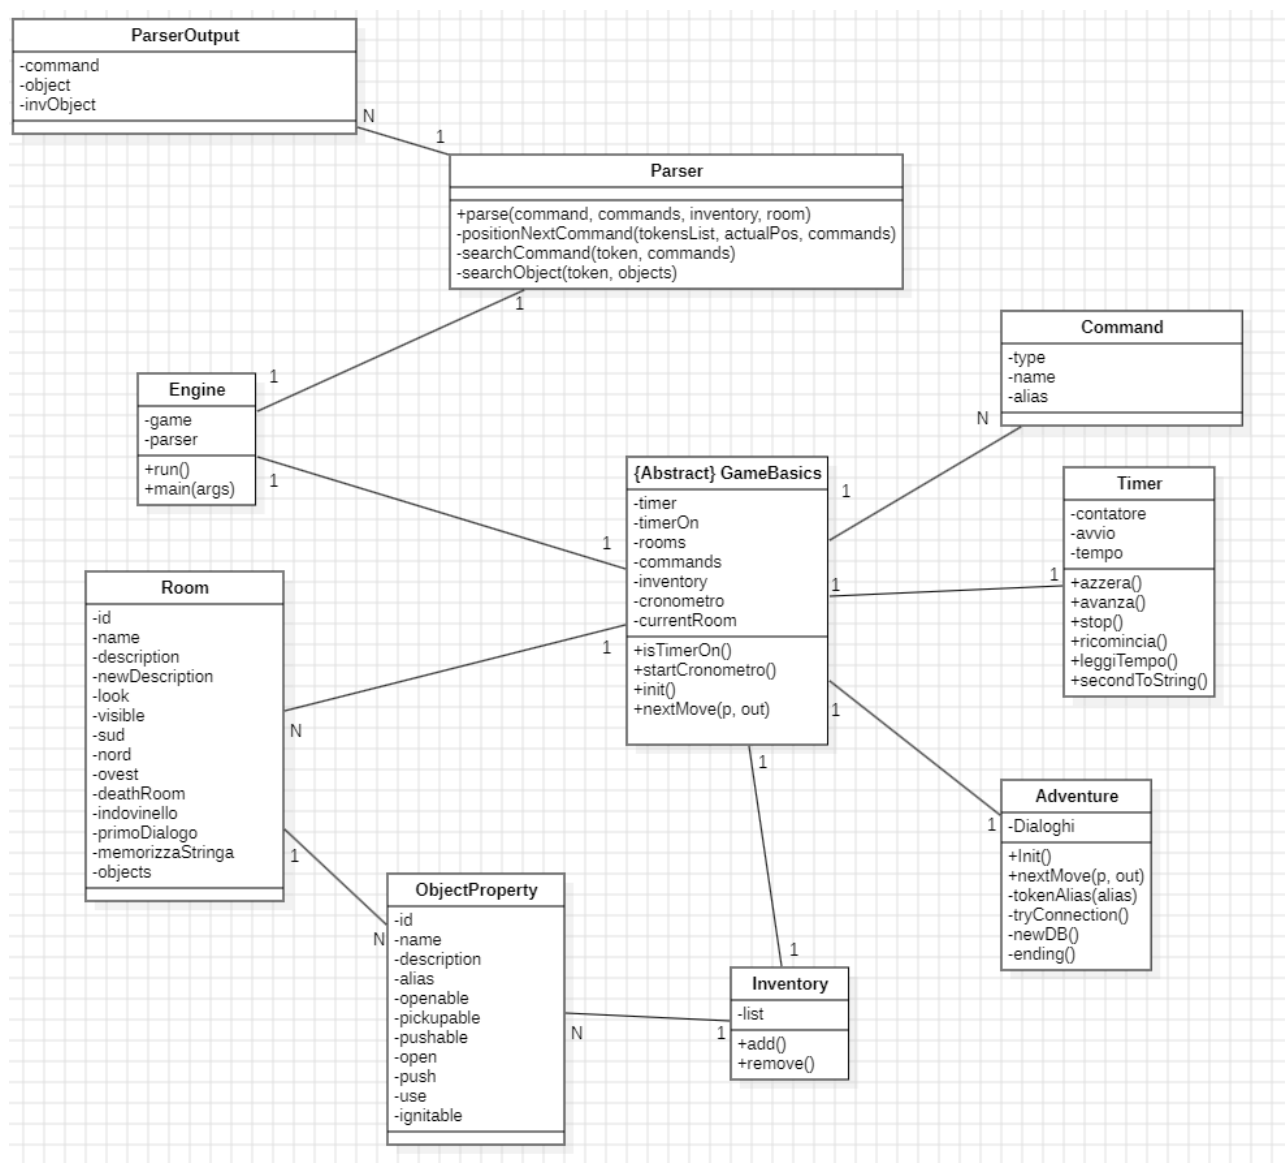 ParserOutput
-command
-object
-invObject
N
1
Parser
+parse(command, commands, inventory, room)
-positionNextCommand(tokensList, actualPos, commands)
-searchCommand(token, commands)
-searchObject(token, objects)
1
1
Engine
-game
-parser
+run()
+main(args)
1
Command
-type
-name
-alias
N
1
{Abstract} GameBasics
-timer
-timerOn
-rooms
-commands
-inventory
-cronometro
-currentRoom
+isTimerOn()
+startCronometro()
+init()
+nextMove(p, out)
1
1
1
1
1
1
Timer
-contatore
-avvio
-tempo
+azzera()
+avanza()
+stop()
+ricomincia()
+leggiTempo()
+secondToString()
Room
-id
-name
-description
-newDescription
-look
-visible
-sud
-nord
-ovest
-deathRoom
-indovinello
-primoDialogo
-memorizzaStringa
-objects
N
1
Adventure
-Dialoghi
+Init()
+nextMove(p, out)
-tokenAlias(alias)
-tryConnection()
-newDB()
-ending()
1
ObjectProperty
-id
-name
-description
-alias
-openable
-pickupable
-pushable
-open
-push
-use
-ignitable
N
N
1
1
Inventory
-list
+add()
+remove()